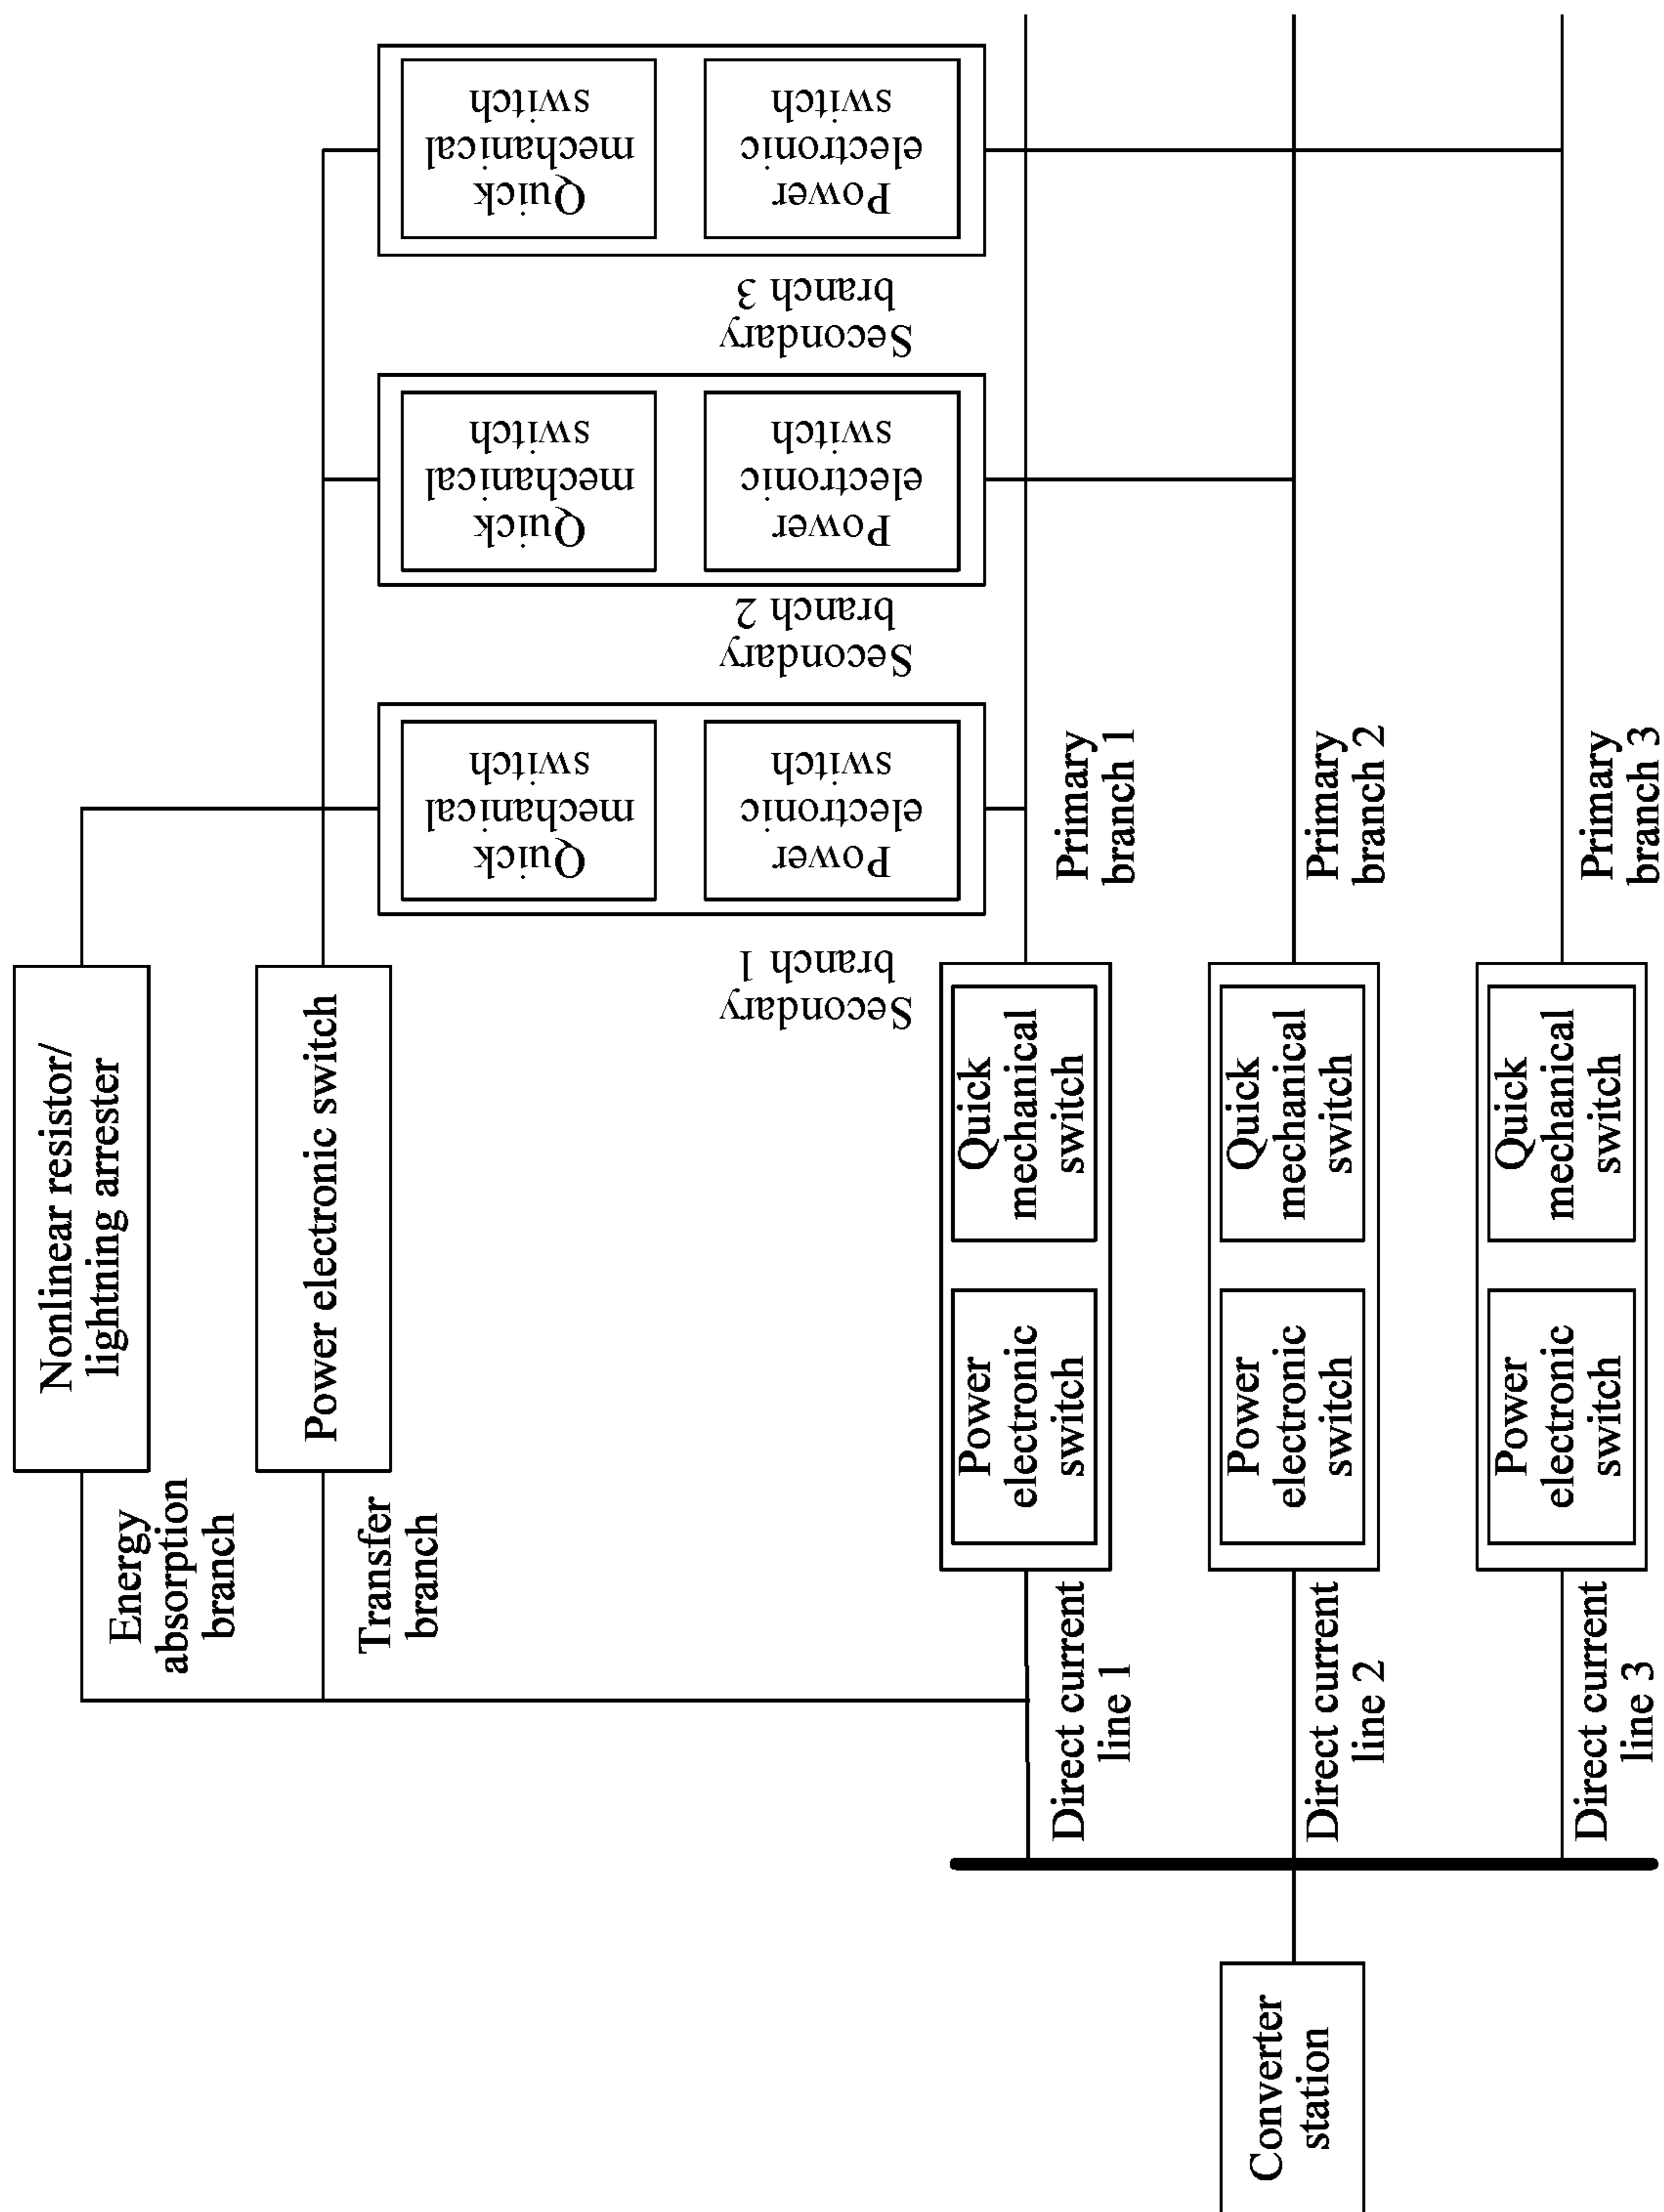 Nonlinear resistor/
lightning arrester
Energy
absorption
branch
Power electronic switch
Transfer
branch
Quick
mechanical
switch
Power
electronic
switch
Secondary
branch 1
Quick
mechanical
switch
Power
electronic
switch
Secondary
branch 2
Quick
mechanical
switch
Power
electronic
switch
Secondary
branch 3
Converter
station
Direct current
line 1
Power
electronic
switch
Quick
mechanical
switch
Primary
branch 1
Direct current
line 2
Power
electronic
switch
Quick
mechanical
switch
Primary
branch 2
Direct current
line 3
Power
electronic
switch
Quick
mechanical
switch
Primary
branch 3